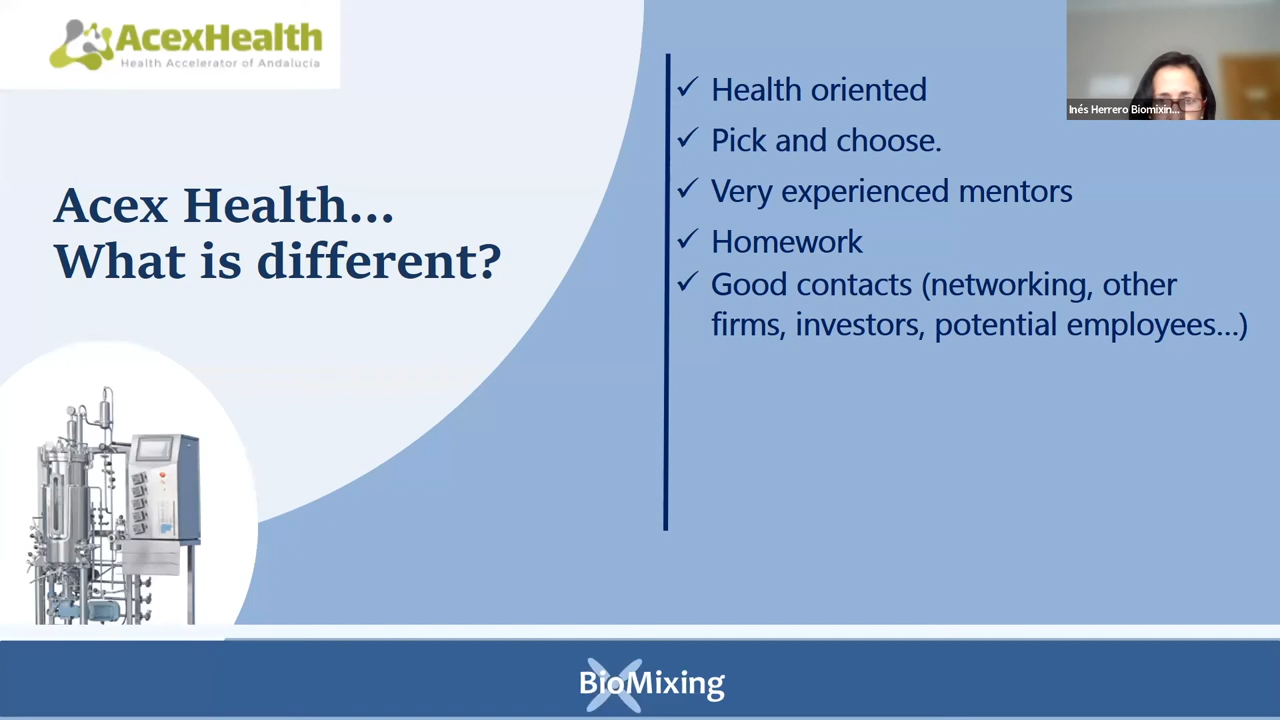 AcexHealth
Health Accelerator of Andalucía
Acex Health...
What is different?
✓ Health oriented
✓ Pick and choose.
✓ Very experienced mentors
✓ Homework
✓ Good contacts (networking, other
firms, investors, potential employees...)
Inés Herrero Biomixin...
BioMixing